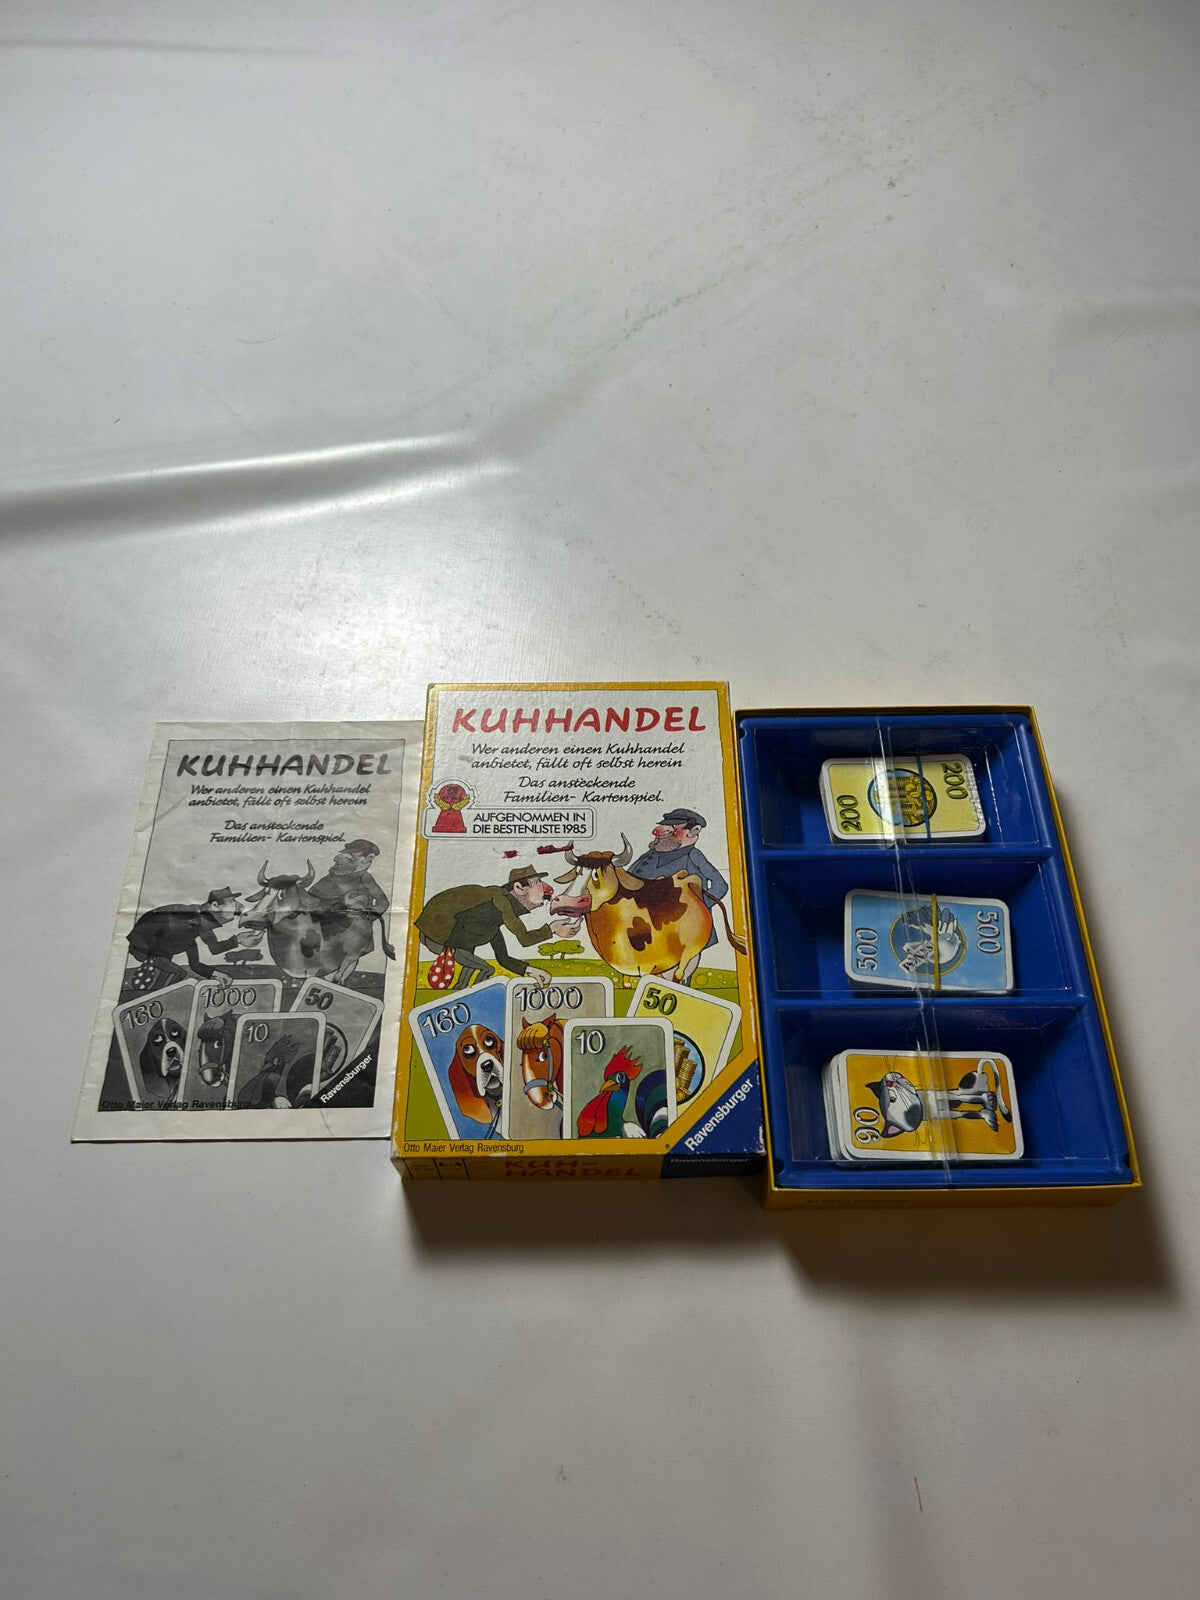 KUHHANDEL
Wer anderen einen Kuhhandel
anbietet, fällt oft selbst herein
Das ansteckende
Familien-Kartenspiel.
160
1000
50
10
Otto Maier Verlag Ravensburg
Ravensburger
KUHHANDEL
Wer anderen einen Kuhhandel
anbietet, fällt oft selbst herein
Das ansteckende
Familien-Kartenspiel.
AUFGENOMMEN IN
DIE BESTENLISTE 1985
160
1000
50
10
Otto Maier Verlag Ravensburg
Ravensburger
KUH-
HANDEL
Ravensburger
200
200
500
500
90